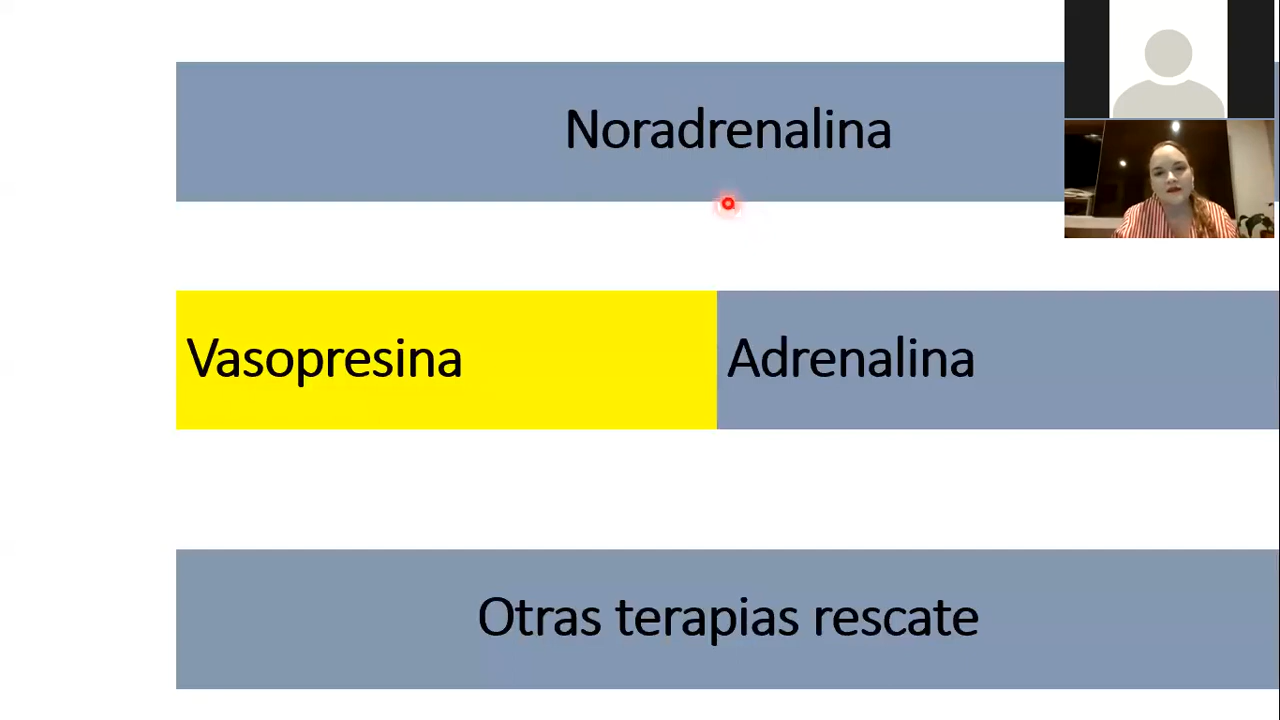 Noradrenalina
Vasopresina
Adrenalina
Otras terapias rescate